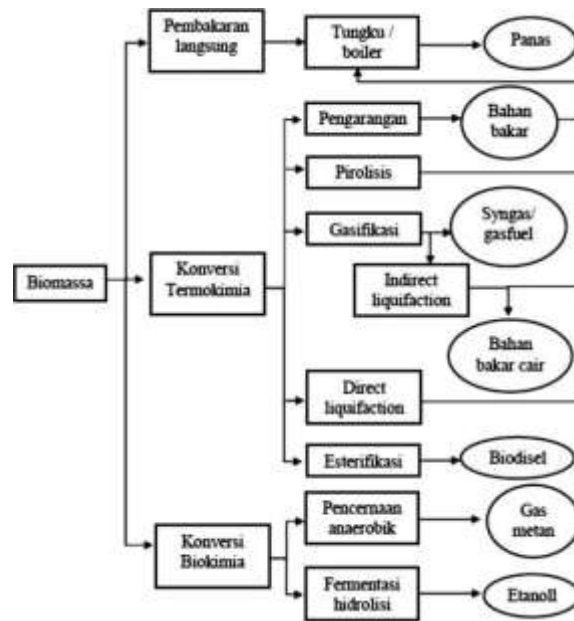 Pembakaran
langsung
Tungku /
boiler
Panas
Pengarangan
Bahan
bakar
Pirolisis
Gasifikasi
Syngas/
gasfuel
Biomassa
Konversi
Termokimia
Indirect
liquifaction
Bahan
bakar cair
Direct
liquifaction
Esterifikasi
Biodisel
Konversi
Biokimia
Pencernaan
anaerobik
Gas
metan
Fermentasi
hidrolisi
Etanoll